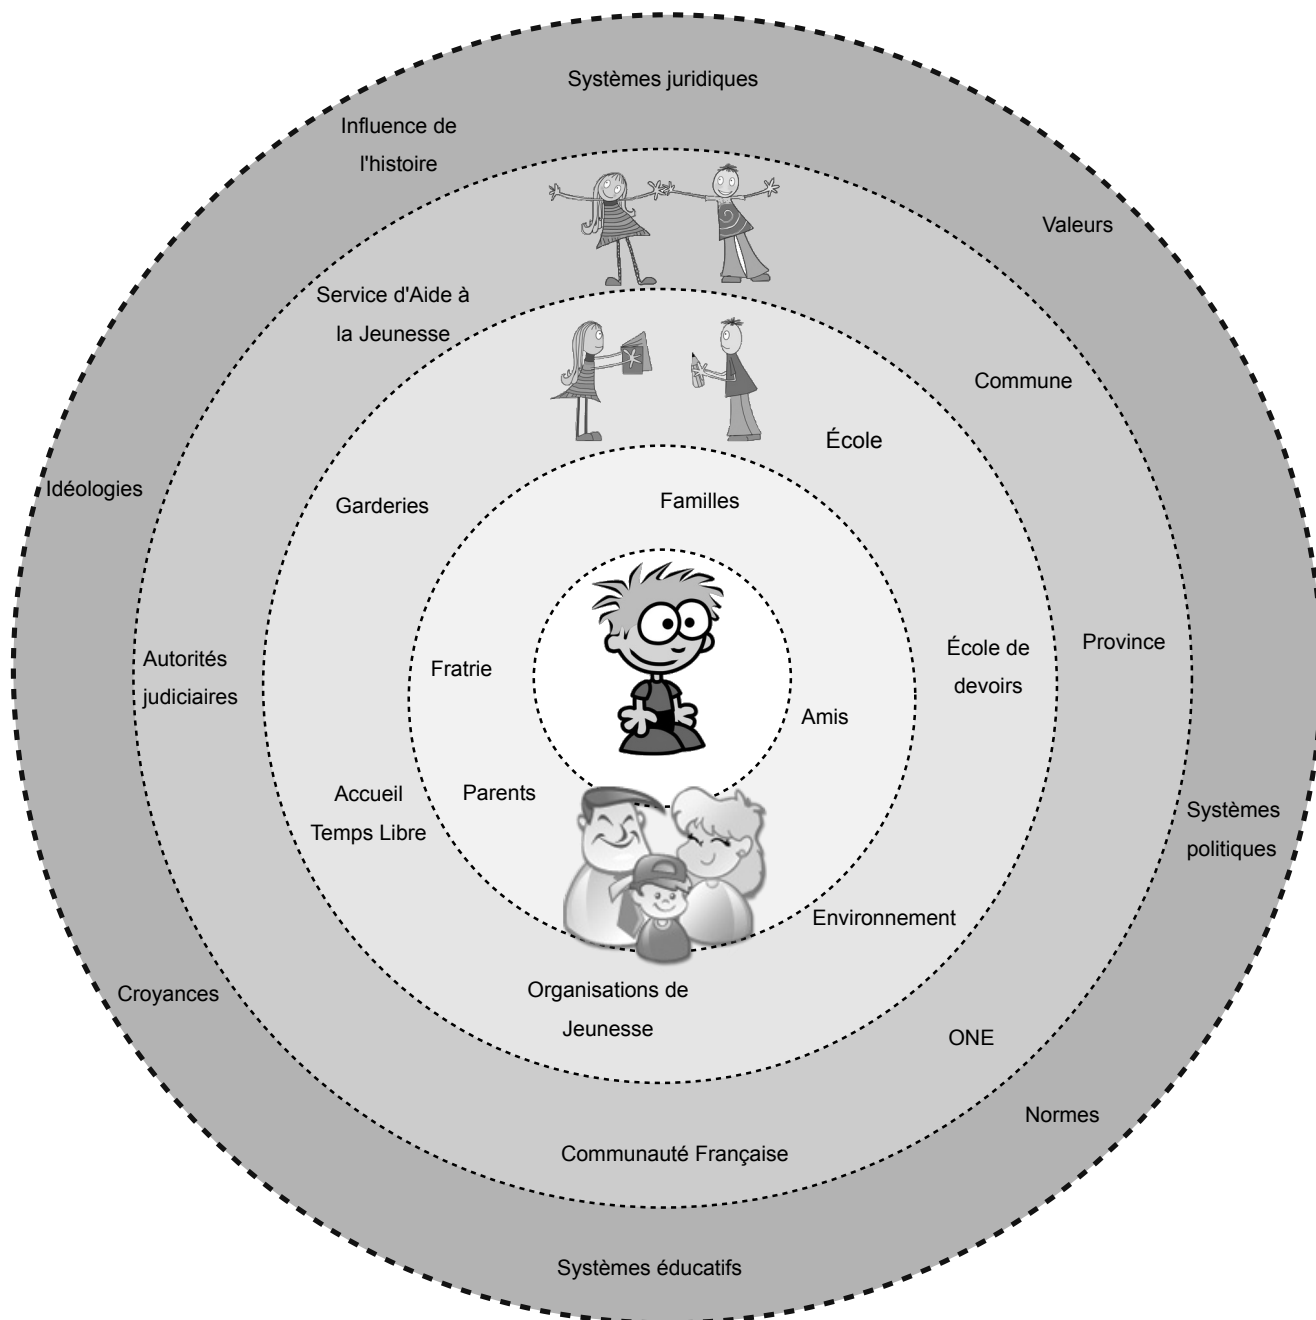 Systèmes juridiques
Influence de
l'histoire
Valeurs
Service d'Aide à
la Jeunesse
Commune
École
Idéologies
Garderies
Familles
Autorités
judiciaires
Fratrie
Amis
École de
devoirs
Province
Accueil
Temps Libre
Parents
Systèmes
politiques
Environnement
Croyances
Organisations de
Jeunesse
ONE
Normes
Communauté Française
Systèmes éducatifs